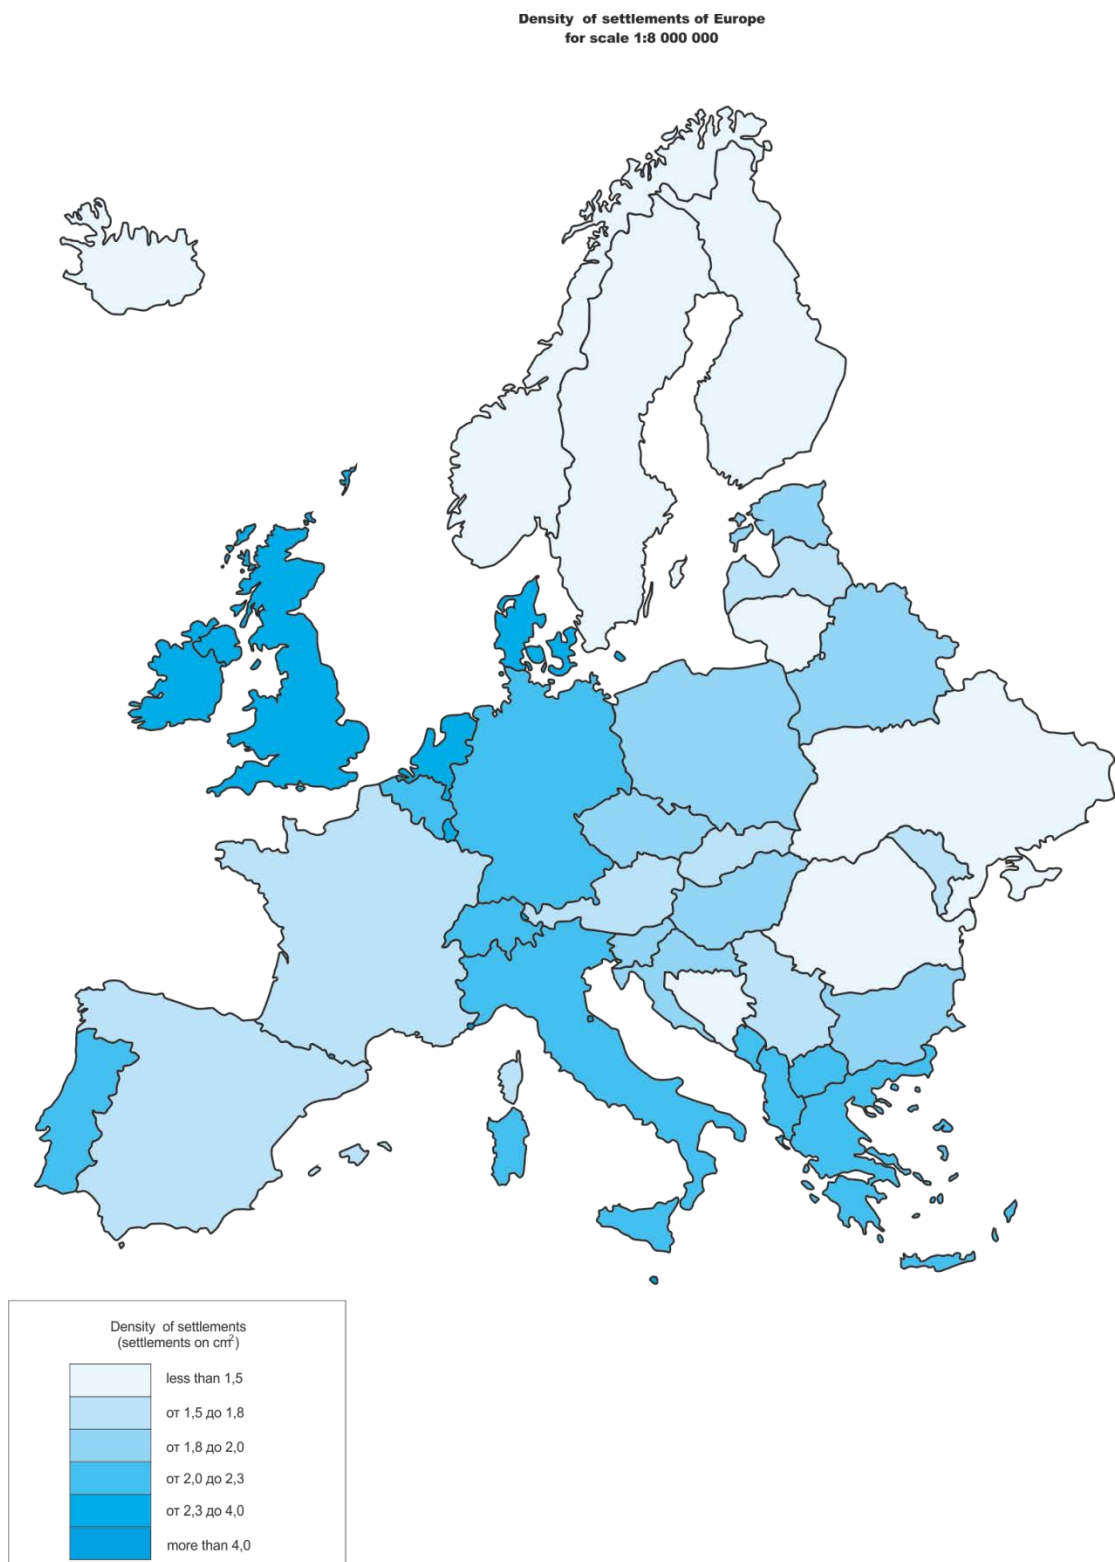 Density of settlements of Europe
for scale 1:8 000 000
Density of settlements
(settlements on cm²)
less than 1,5
от 1,5 до 1,8
от 1,8 до 2,0
от 2,0 до 2,3
от 2,3 до 4,0
more than 4,0